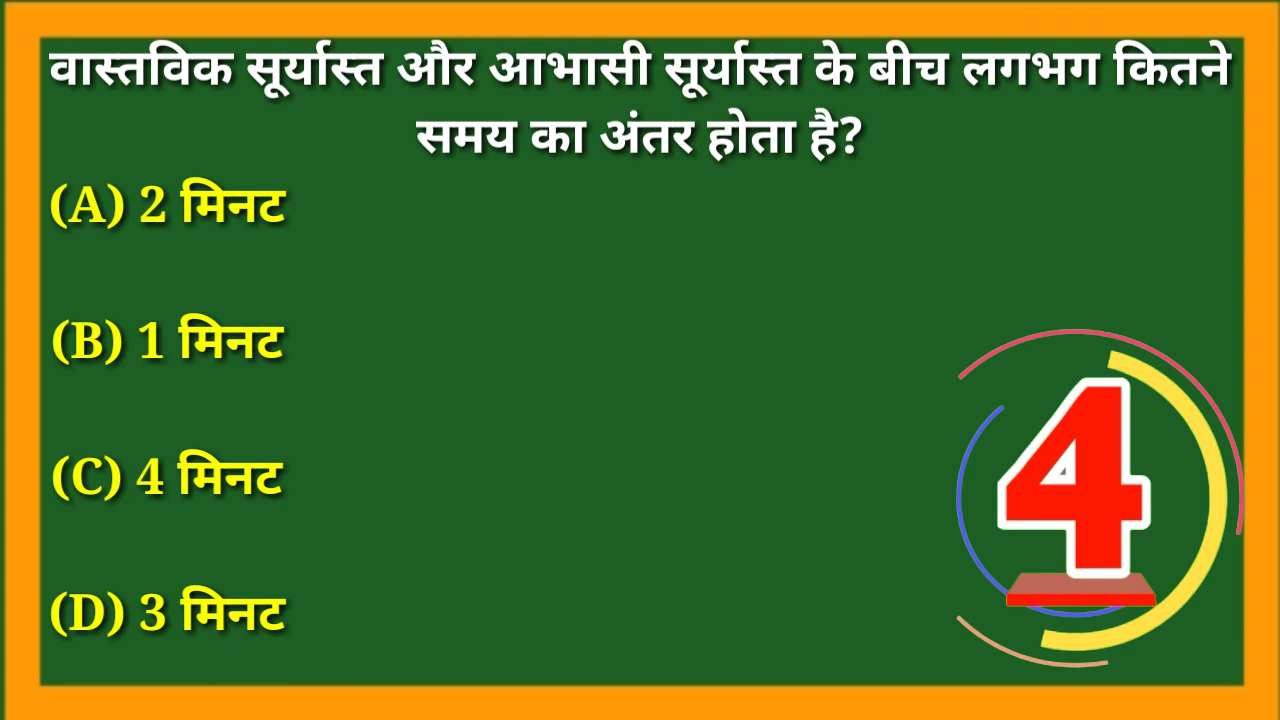 वास्तविक सूर्यास्त और आभासी सूर्यास्त के बीच लगभग कितने
समय का अंतर होता है?
(A) 2 मिनट
(B) 1 मिनट
(C) 4 मिनट
(D) 3 मिनट
4